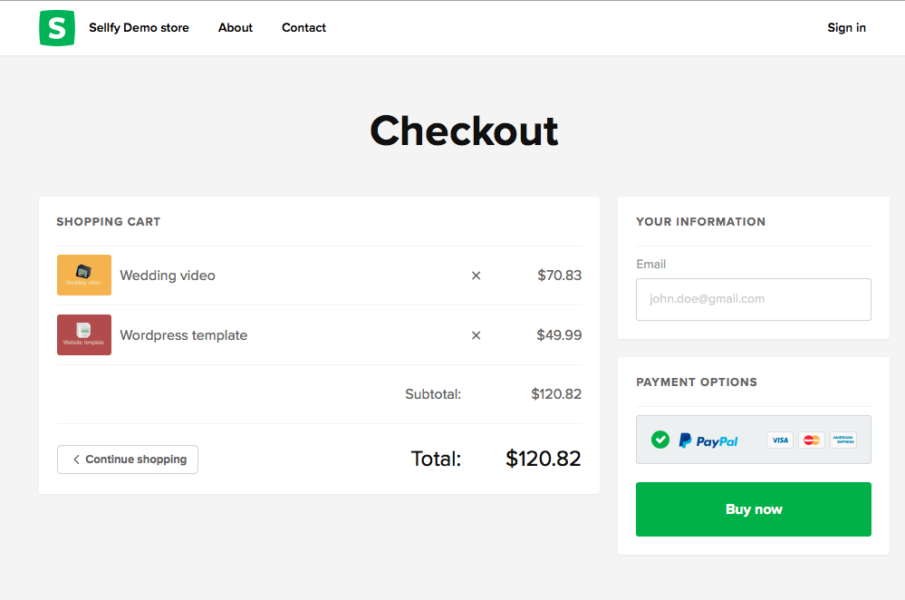 S Sellfy Demo store About Contact Sign in
Checkout
SHOPPING CART
Wedding video
Wedding video × $70.83
Website template
Wordpress template × $49.99
Subtotal: $120.82
< Continue shopping Total: $120.82
YOUR INFORMATION
Email
john.doe@gmail.com
PAYMENT OPTIONS
PayPal VISA MasterCard AMERICAN EXPRESS
Buy now